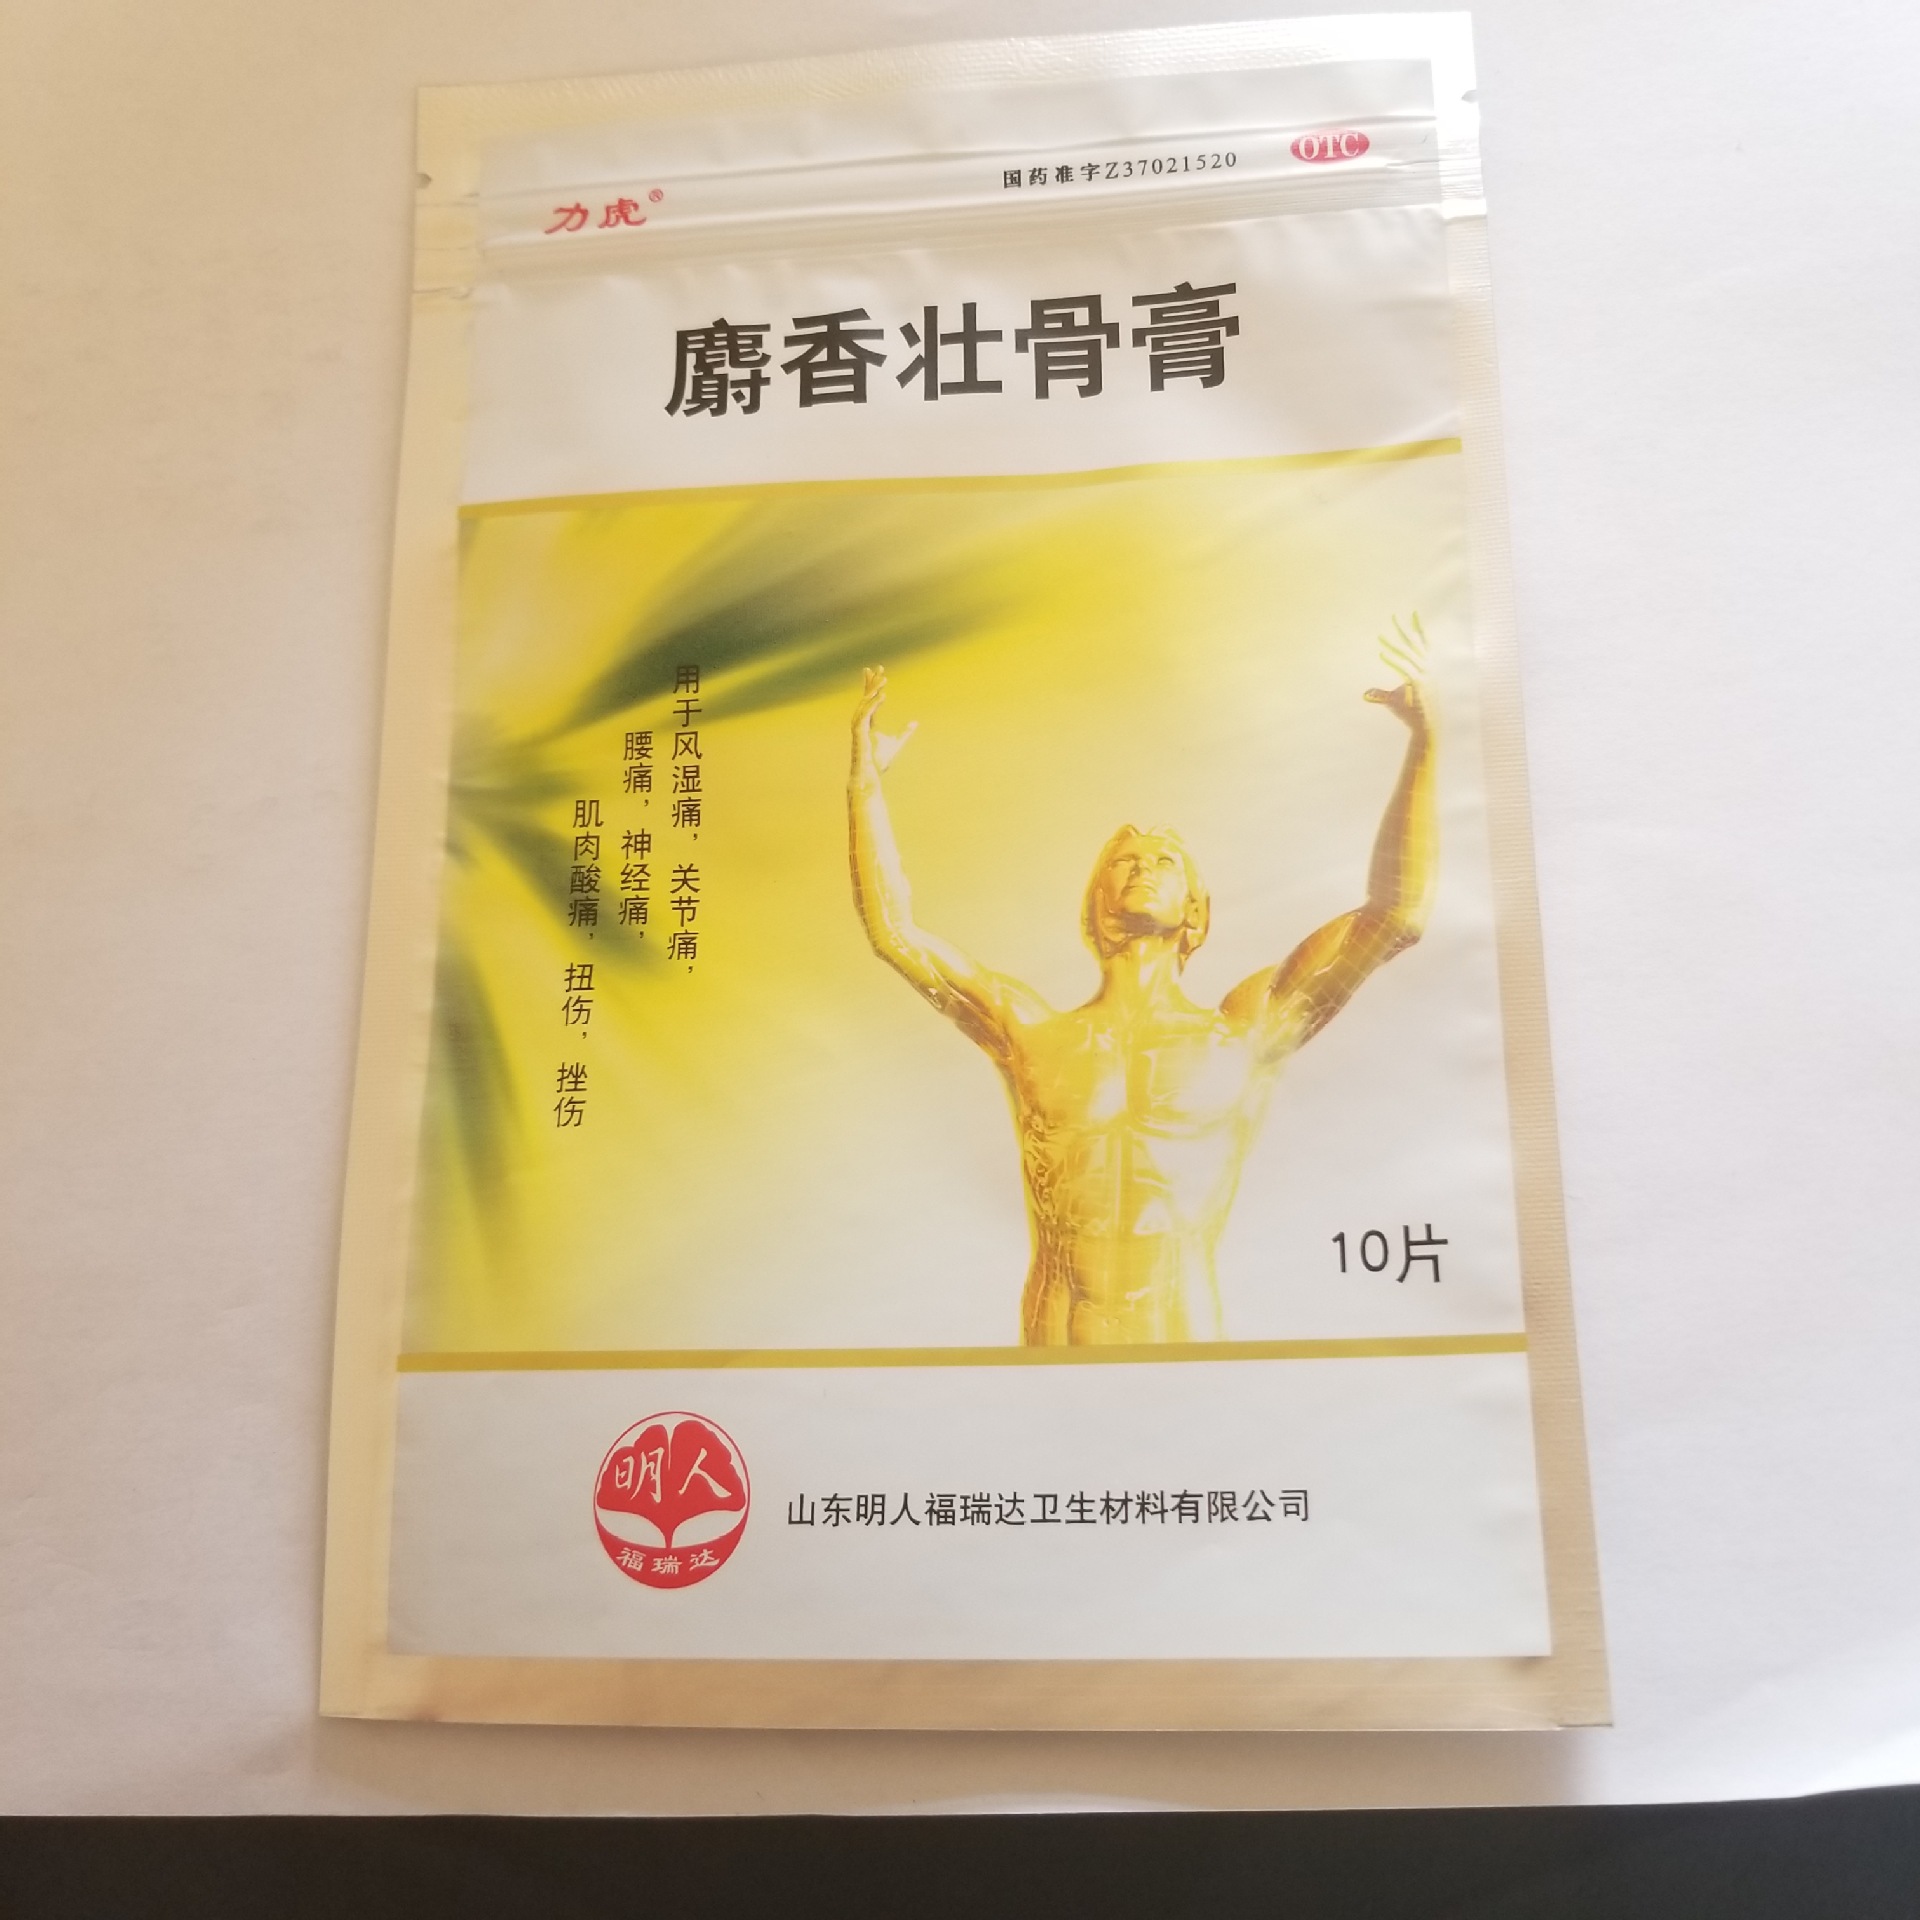 国药准字Z37021520
OTC
力虎®
麝香壮骨膏
用于风湿痛，关节痛，
腰痛，神经痛，
肌肉酸痛，扭伤，挫伤
10片
明人
福瑞达
山东明人福瑞达卫生材料有限公司